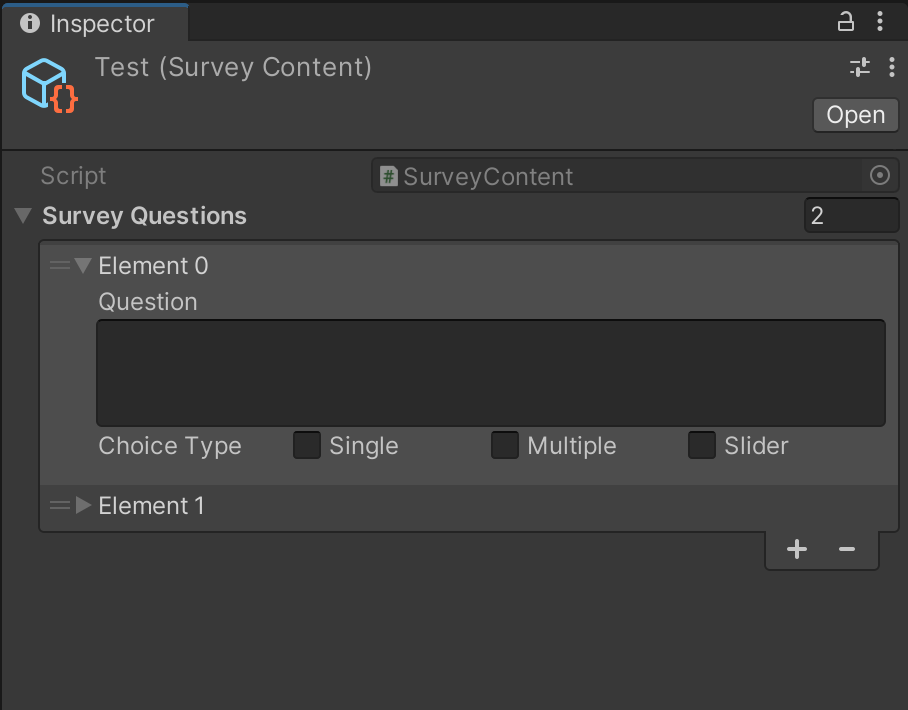 Inspector
Test (Survey Content)
Open
Script # SurveyContent
Survey Questions 2
Element 0
Question
Choice Type Single Multiple Slider
Element 1
+ −